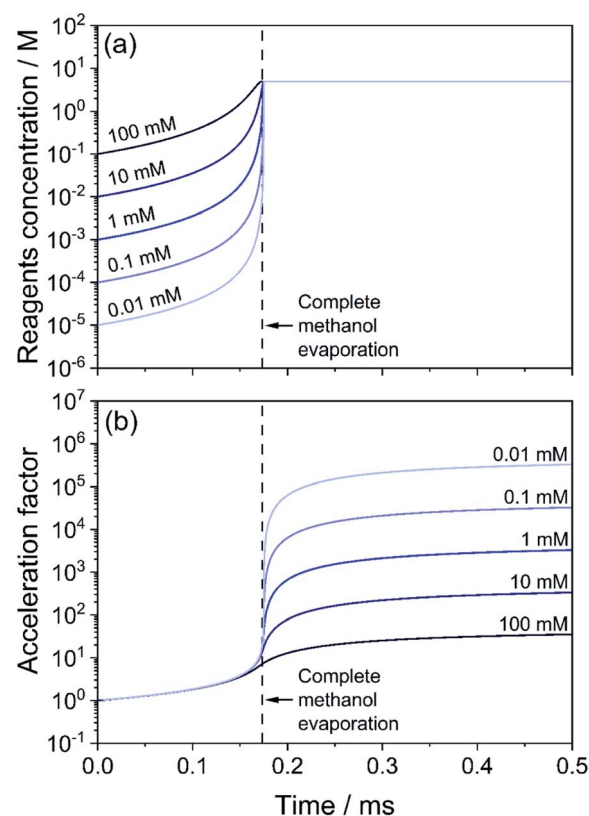 (a)
Reagents concentration / M
10²
10¹
10⁰
10⁻¹
10⁻²
10⁻³
10⁻⁴
10⁻⁵
10⁻⁶
100 mM
10 mM
1 mM
0.1 mM
0.01 mM
Complete
methanol
evaporation
(b)
Acceleration factor
10⁷
10⁶
10⁵
10⁴
10³
10²
10¹
10⁰
10⁻¹
0.01 mM
0.1 mM
1 mM
10 mM
100 mM
Complete
methanol
evaporation
0.0
0.1
0.2
0.3
0.4
0.5
Time / ms